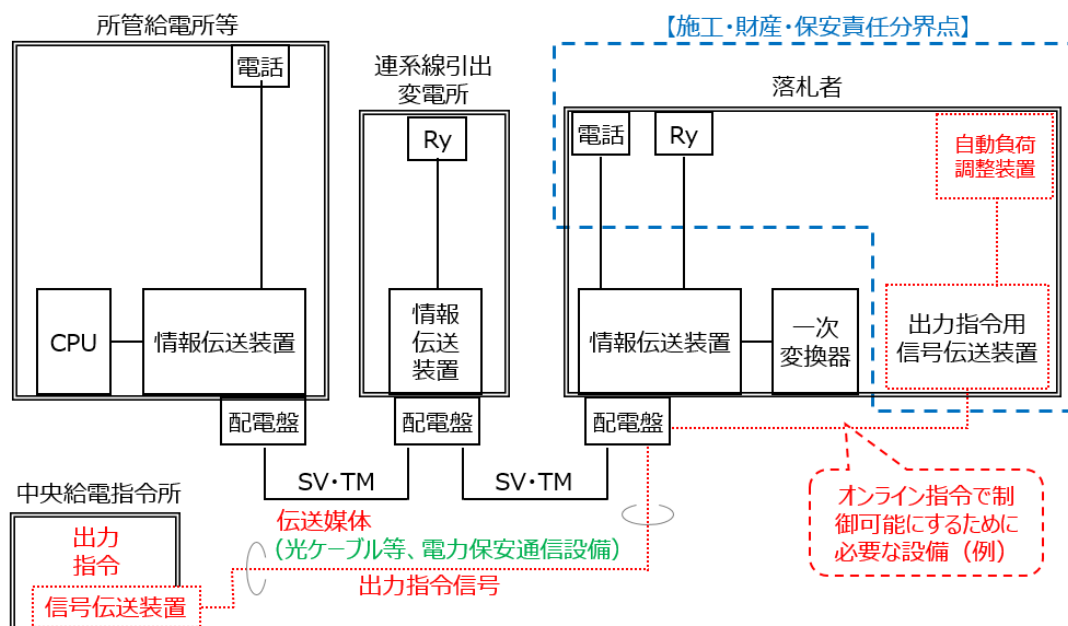 所管給電所等
電話
CPU
情報伝送装置
配電盤
連系線引出
変電所
Ry
情報
伝送
装置
配電盤
【施工・財産・保安責任分界点】
落札者
電話
Ry
自動負荷
調整装置
情報伝送装置
一次
変換器
出力指令用
信号伝送装置
配電盤
SV・TM
SV・TM
中央給電指令所
出力
指令
信号伝送装置
伝送媒体
（光ケーブル等、電力保安通信設備）
出力指令信号
オンライン指令で制
御可能にするために
必要な設備（例）